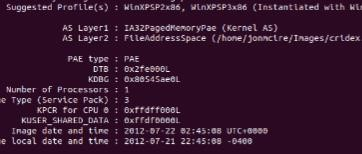 Suggested Profile(s) : WinXPSP2x86, WinXPSP3x86 (Instantiated with
AS Layer1 : IA32PagedMemoryPae (Kernel AS)
AS Layer2 : FileAddressSpace (/home/jonmcire/Images/cridex
PAE type : PAE
DTB : 0x2fe000L
KDBG : 0x80545ae0L
Number of Processors : 1
e Type (Service Pack) : 3
KPCR for CPU 0 : 0xffdff000L
KUSER_SHARED_DATA : 0xffdf0000L
Image date and time : 2012-07-22 02:45:08 UTC+0000
e local date and time : 2012-07-21 22:45:08 -0400